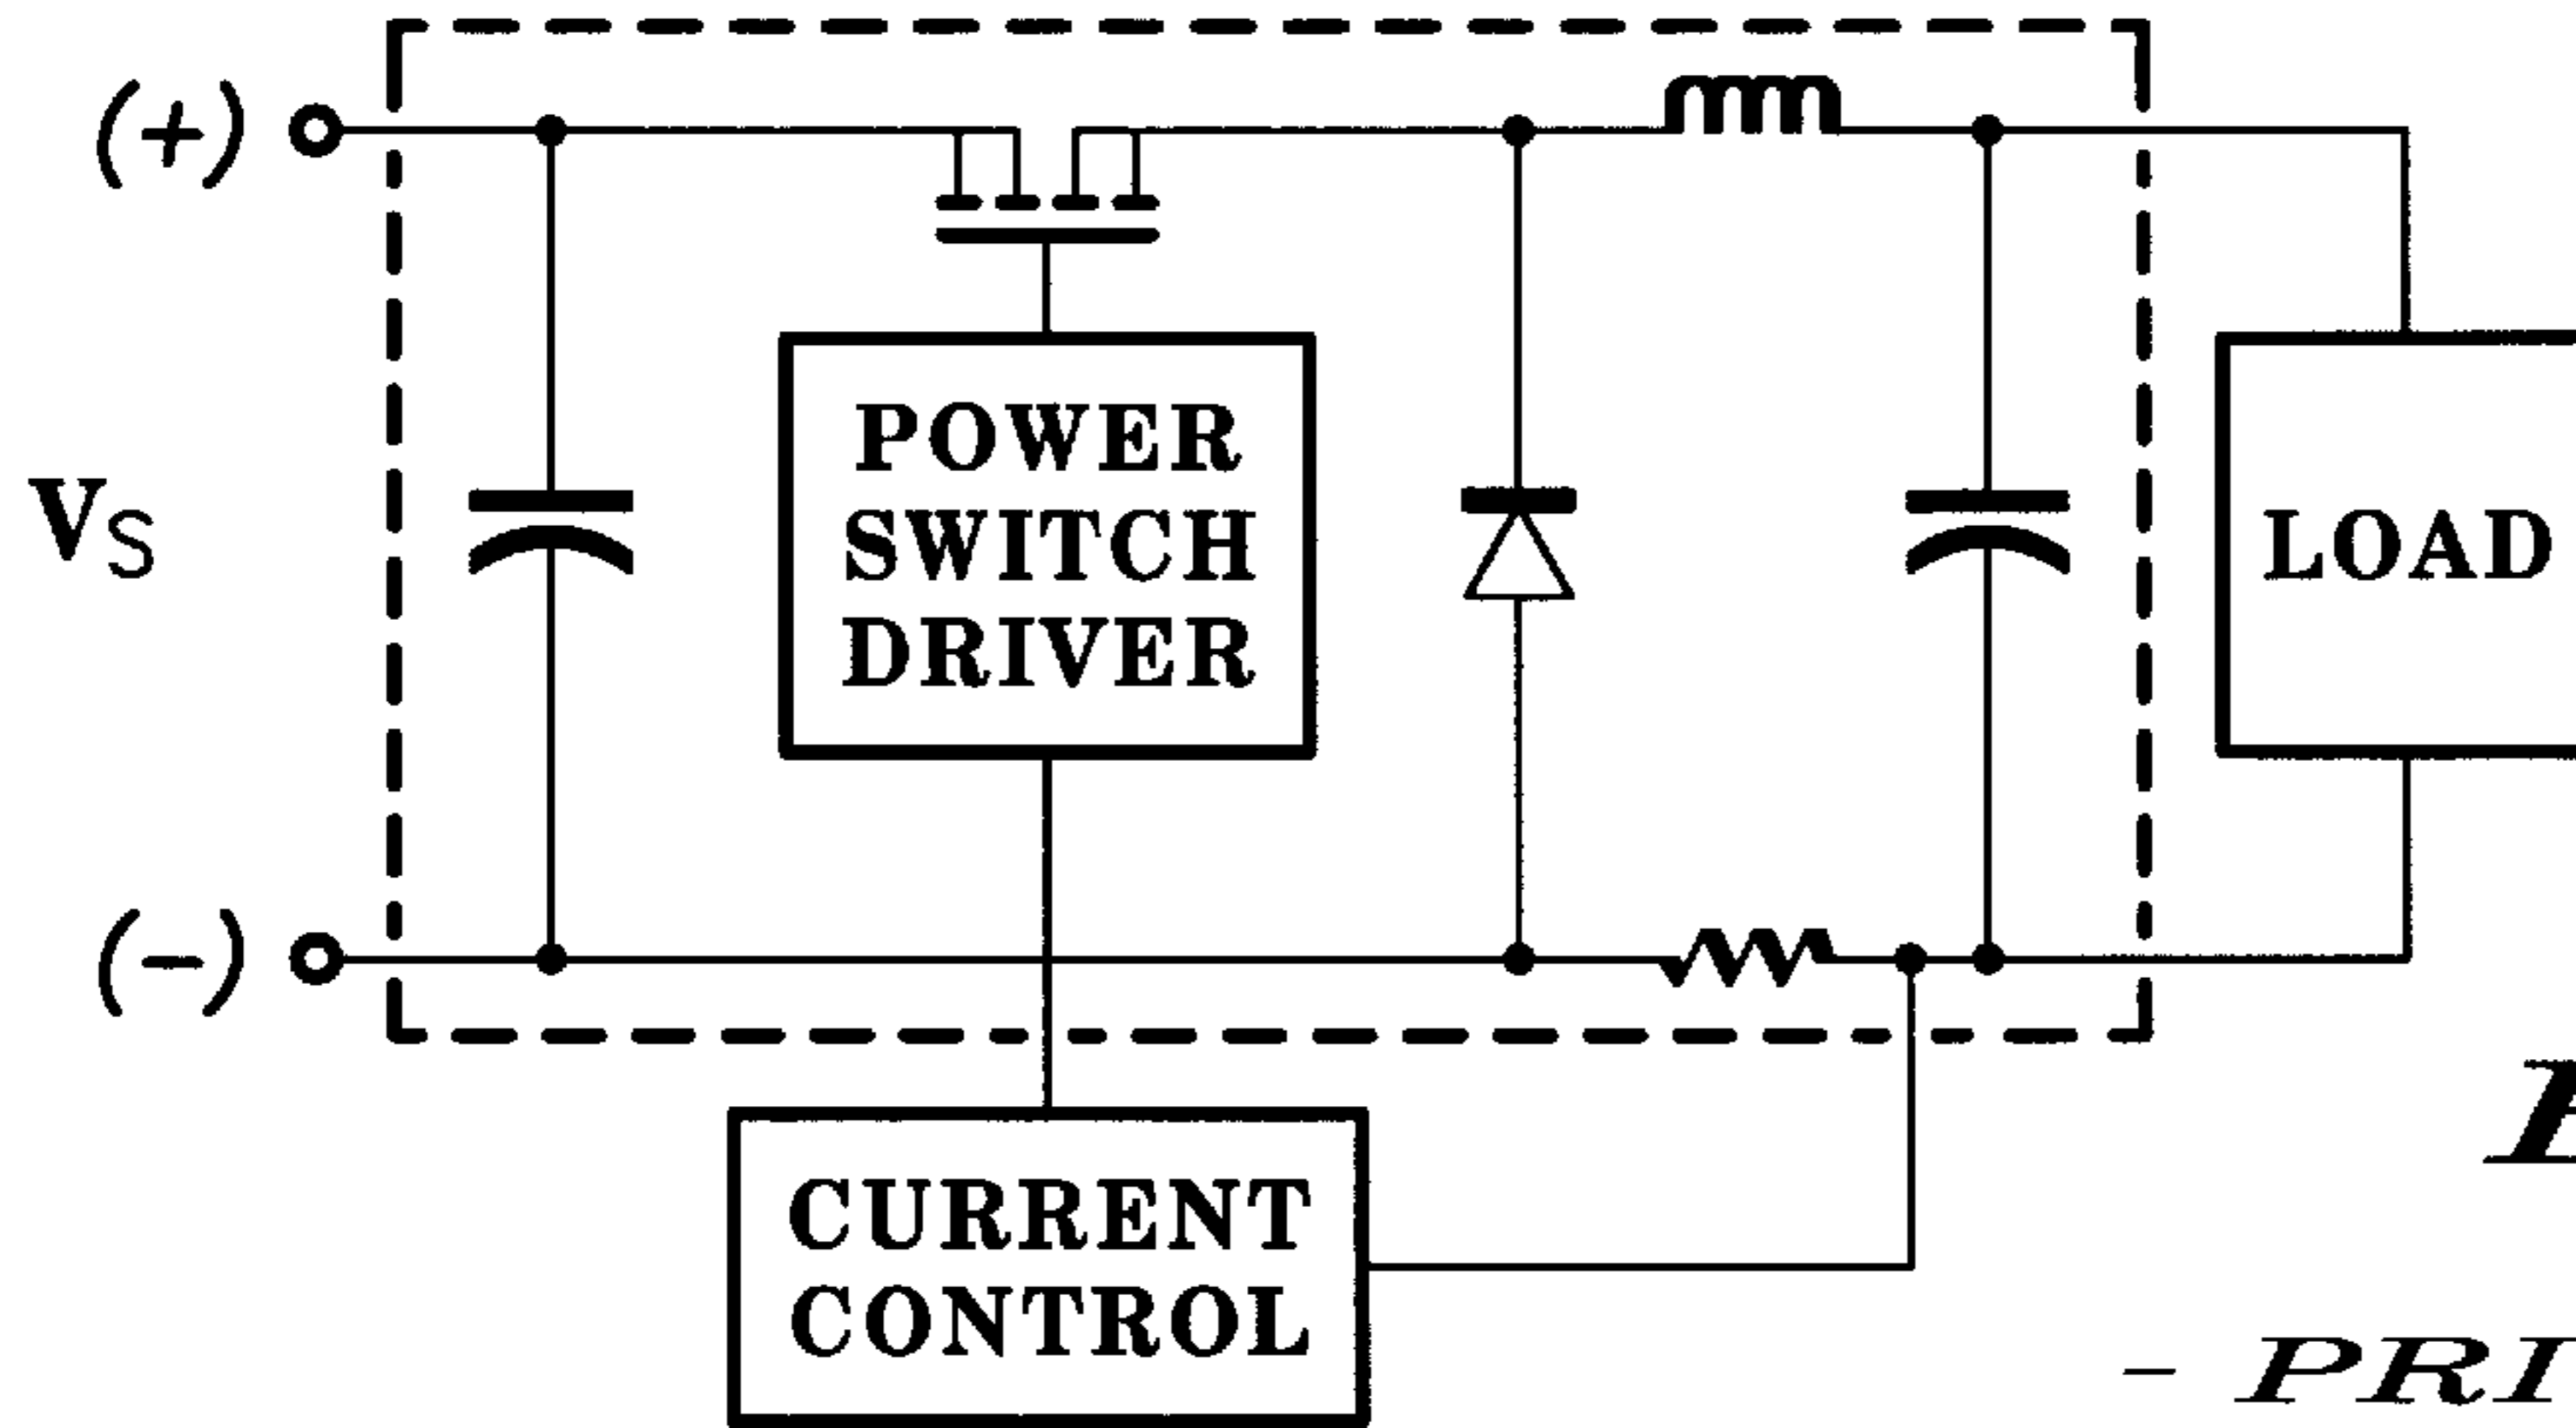 (+)
POWER
SWITCH
DRIVER
VS
LOAD
(-)
CURRENT
CONTROL